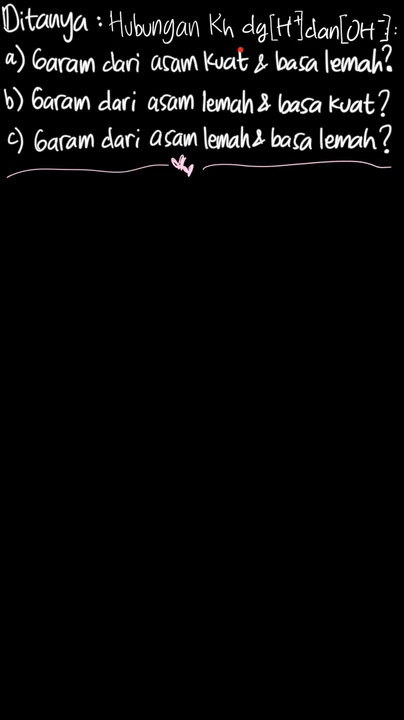 Ditanya : Hubungan Kh dg [H⁺] dan [OH⁻] :
a) Garam dari asam kuat & basa lemah?
b) Garam dari asam lemah & basa kuat?
c) Garam dari asam lemah & basa lemah?